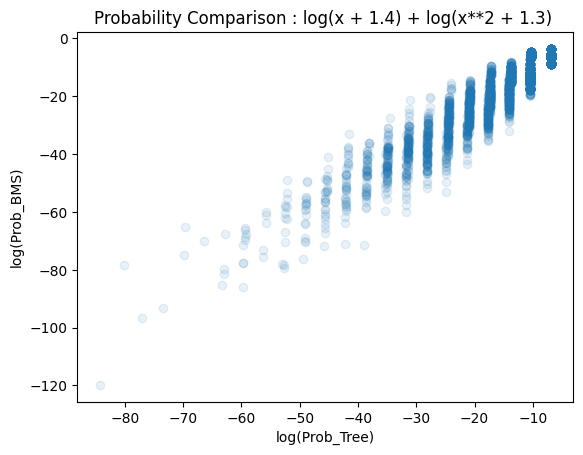 Probability Comparison : log(x + 1.4) + log(x**2 + 1.3)
0
−20
−40
−60
−80
−100
−120
log(Prob_BMS)
−80 −70 −60 −50 −40 −30 −20 −10
log(Prob_Tree)